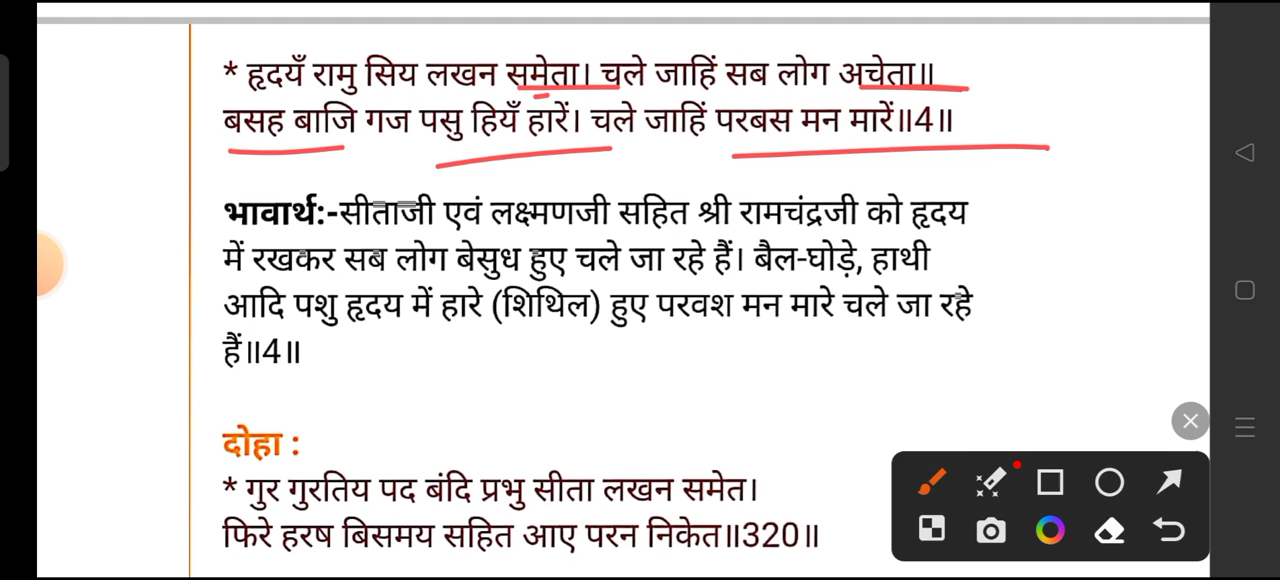 * हृदयँ रामु सिय लखन समेता। चले जाहिं सब लोग अचेता॥
बसह बाजि गज पसु हियँ हारें। चले जाहिं परबस मन मारें॥4॥
भावार्थ:-सीताजी एवं लक्ष्मणजी सहित श्री रामचंद्रजी को हृदय
में रखकर सब लोग बेसुध हुए चले जा रहे हैं। बैल-घोड़े, हाथी
आदि पशु हृदय में हारे (शिथिल) हुए परवश मन मारे चले जा रहे
हैं॥4॥
दोहा :
* गुर गुरतिय पद बंदि प्रभु सीता लखन समेत।
फिरे हरष बिसमय सहित आए परन निकेत॥320॥